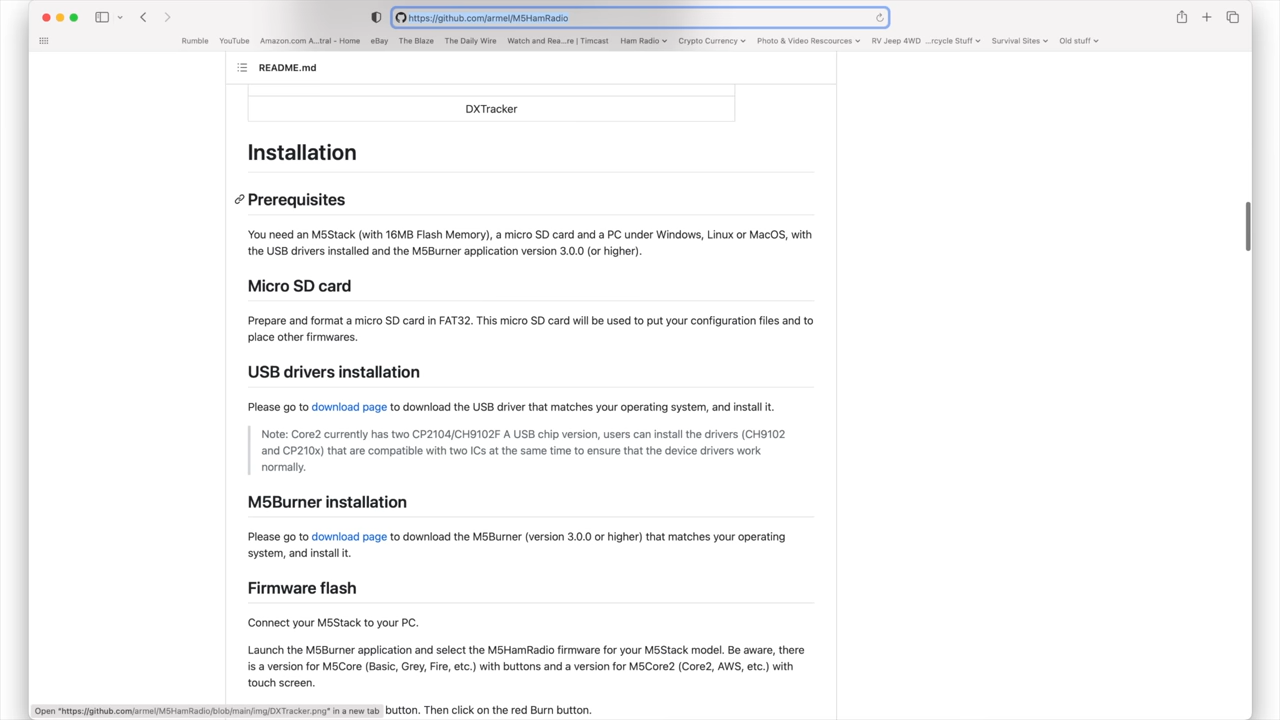 https://github.com/armel/M5HamRadio
Rumble YouTube Amazon.com A...tral - Home eBay The Blaze The Daily Wire Watch and Rea...re | Timcast Ham Radio Crypto Currency Photo & Video Rescources RV Jeep 4WD ...rcycle Stuff Survival Sites Old stuff
README.md
DXTracker
Installation
Prerequisites
You need an M5Stack (with 16MB Flash Memory), a micro SD card and a PC under Windows, Linux or MacOS, with
the USB drivers installed and the M5Burner application version 3.0.0 (or higher).
Micro SD card
Prepare and format a micro SD card in FAT32. This micro SD card will be used to put your configuration files and to
place other firmwares.
USB drivers installation
Please go to download page to download the USB driver that matches your operating system, and install it.
Note: Core2 currently has two CP2104/CH9102F A USB chip version, users can install the drivers (CH9102
and CP210x) that are compatible with two ICs at the same time to ensure that the device drivers work
normally.
M5Burner installation
Please go to download page to download the M5Burner (version 3.0.0 or higher) that matches your operating
system, and install it.
Firmware flash
Connect your M5Stack to your PC.
Launch the M5Burner application and select the M5HamRadio firmware for your M5Stack model. Be aware, there
is a version for M5Core (Basic, Grey, Fire, etc.) with buttons and a version for M5Core2 (Core2, AWS, etc.) with
touch screen.
Open "https://github.com/armel/M5HamRadio/blob/main/img/DXTracker.png" in a new tab button. Then click on the red Burn button.